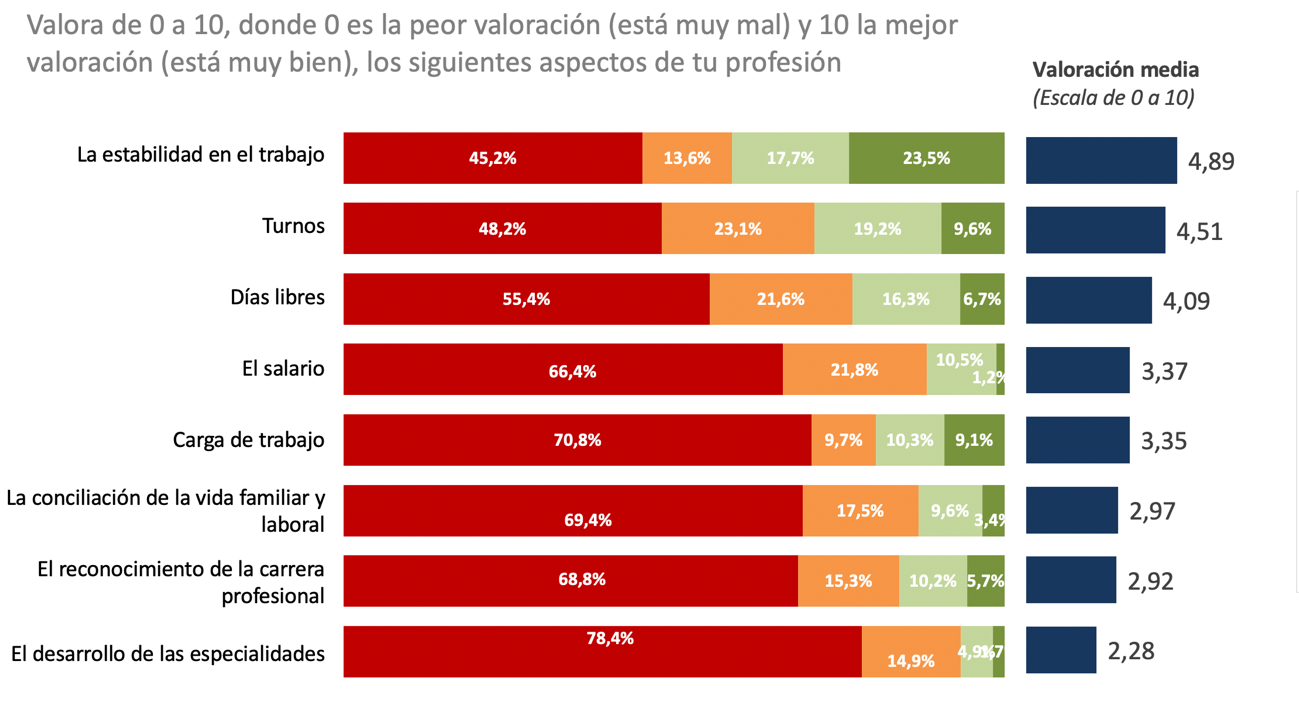 Valora de 0 a 10, donde 0 es la peor valoración (está muy mal) y 10 la mejor
valoración (está muy bien), los siguientes aspectos de tu profesión
Valoración media
(Escala de 0 a 10)
La estabilidad en el trabajo 45,2% 13,6% 17,7% 23,5% 4,89
Turnos 48,2% 23,1% 19,2% 9,6% 4,51
Días libres 55,4% 21,6% 16,3% 6,7% 4,09
El salario 66,4% 21,8% 10,5% 1,2% 3,37
Carga de trabajo 70,8% 9,7% 10,3% 9,1% 3,35
La conciliación de la vida familiar y
laboral 69,4% 17,5% 9,6% 3,4% 2,97
El reconocimiento de la carrera
profesional 68,8% 15,3% 10,2% 5,7% 2,92
El desarrollo de las especialidades 78,4% 14,9% 4,9% 2,28